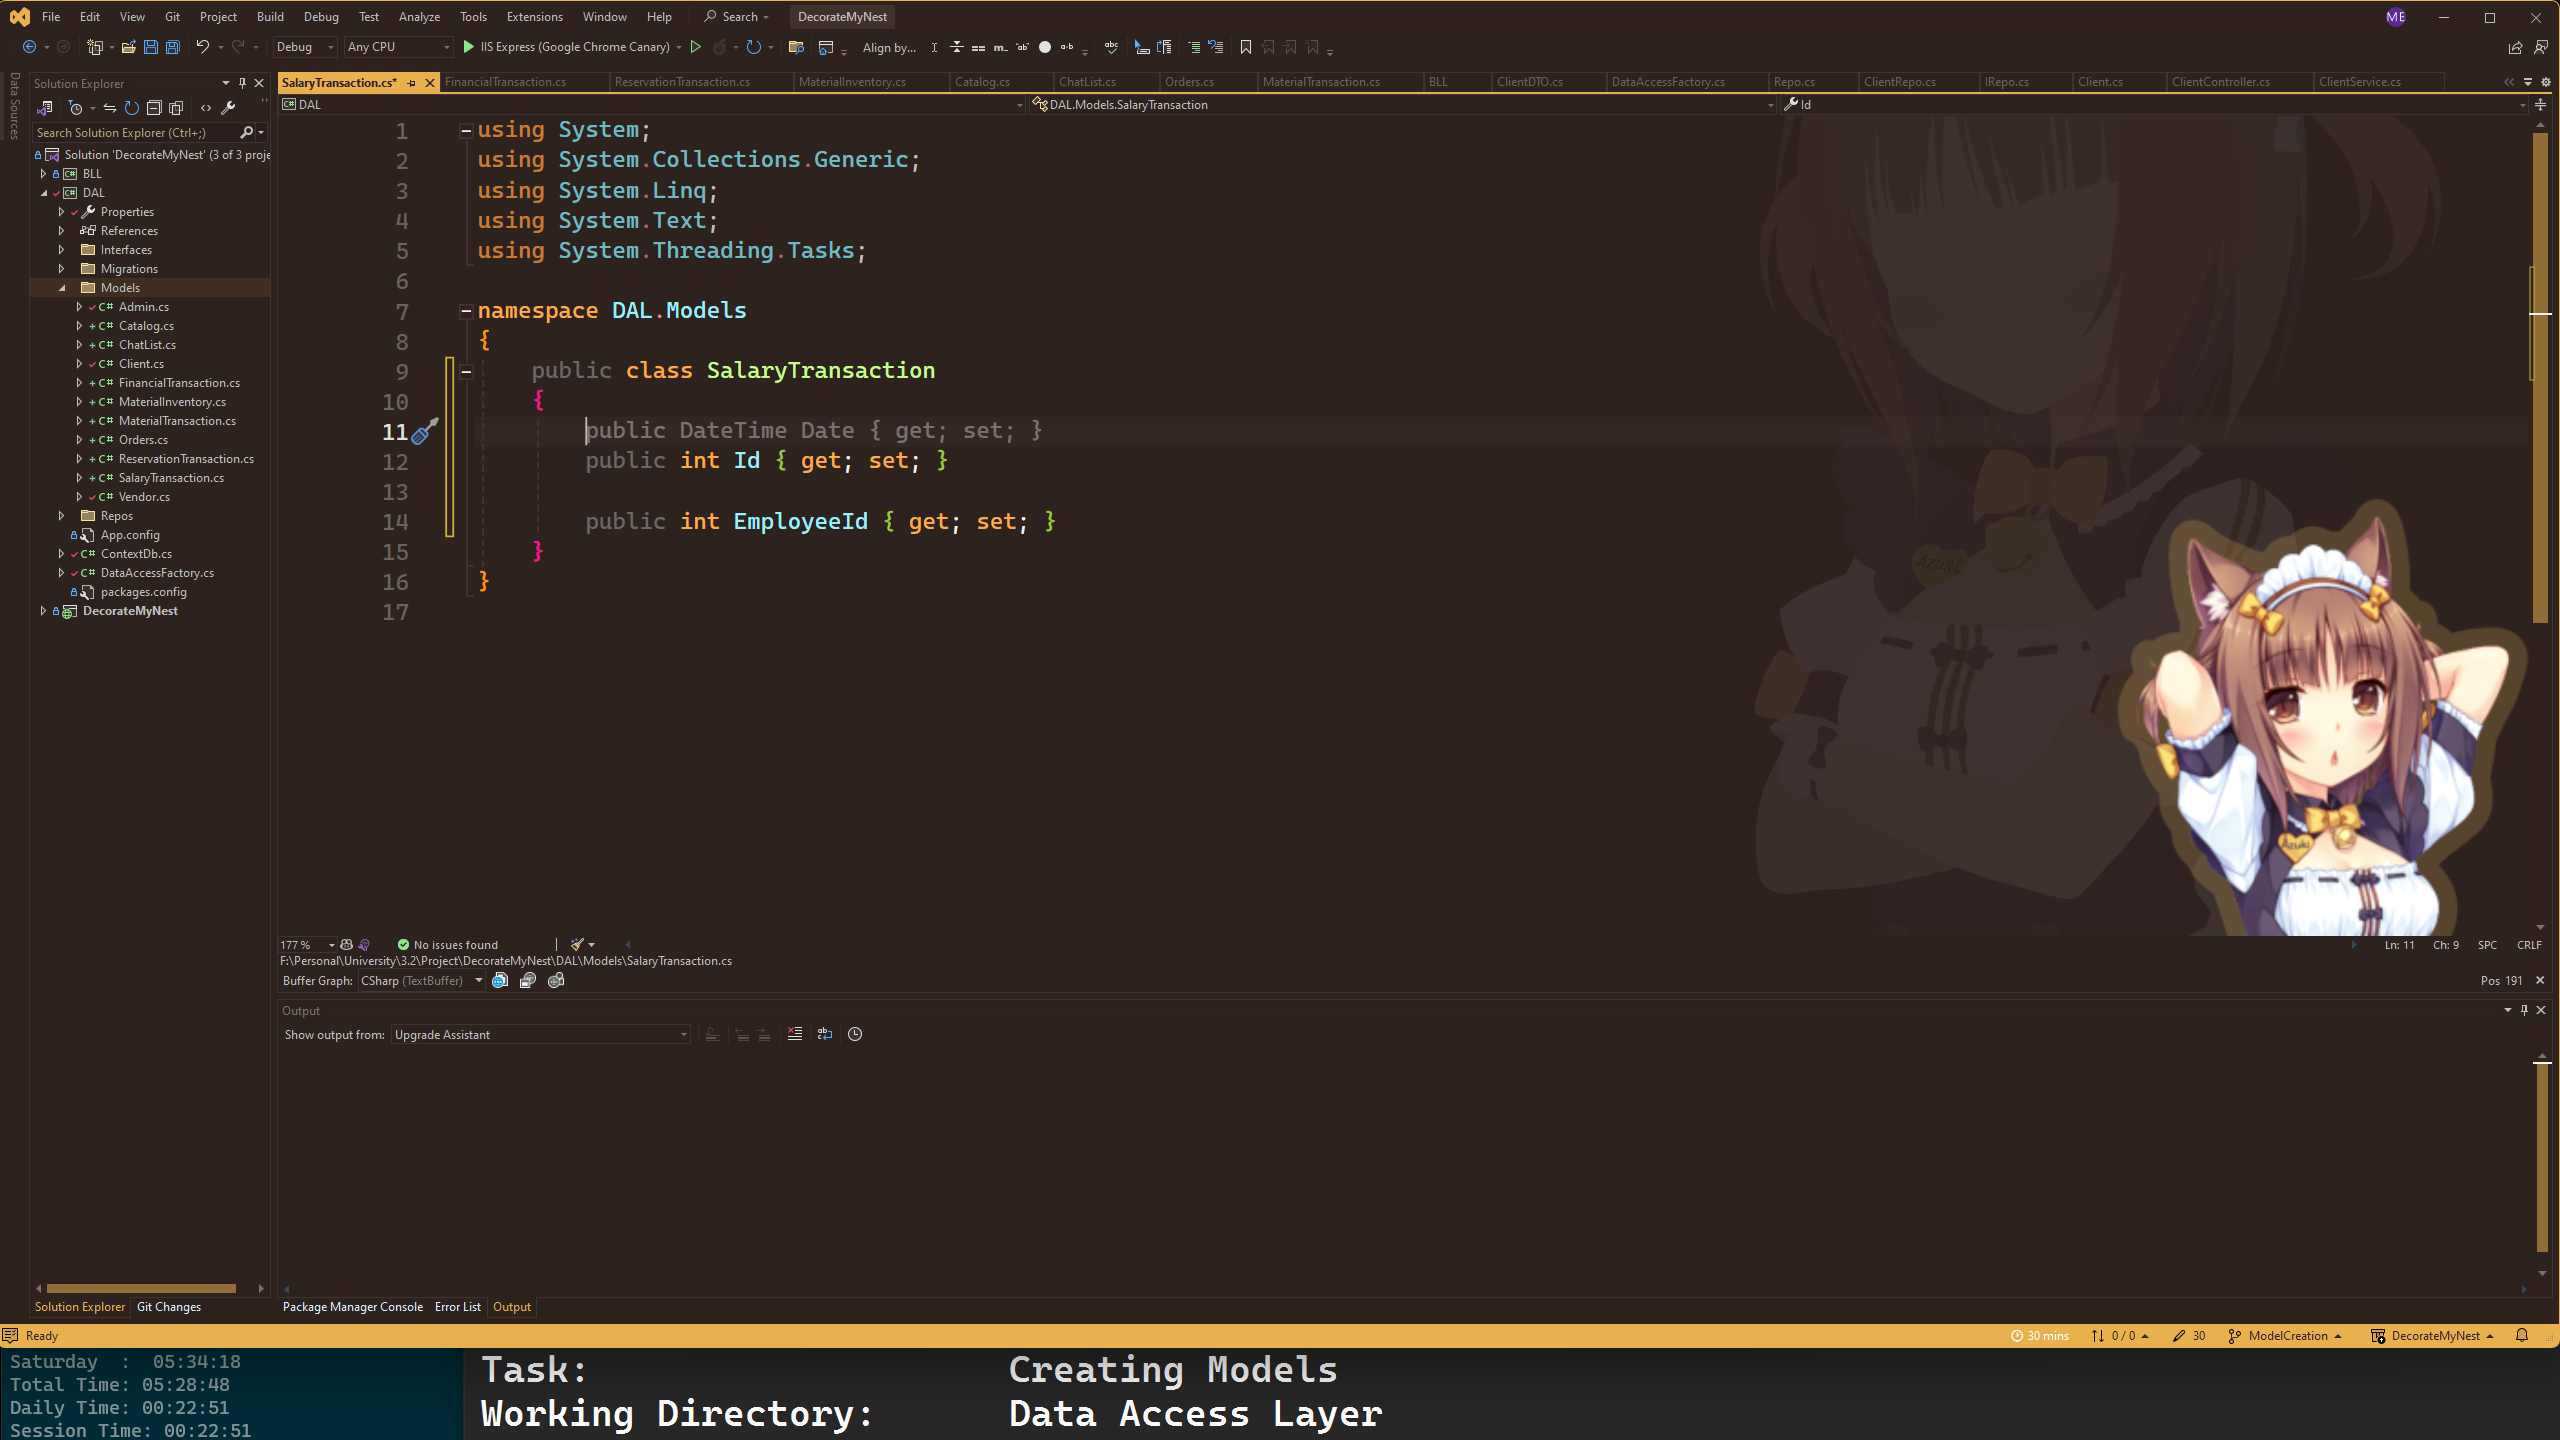 File Edit View Git Project Build Debug Test Analyze Tools Extensions Window Help Search DecorateMyNest ME
Debug Any CPU IIS Express (Google Chrome Canary) Align by...
Data Sources
Solution Explorer
Search Solution Explorer (Ctrl+;)
Solution 'DecorateMyNest' (3 of 3 proje
BLL
DAL
Properties
References
Interfaces
Migrations
Models
C# Admin.cs
C# Catalog.cs
C# ChatList.cs
C# Client.cs
C# FinancialTransaction.cs
C# MaterialInventory.cs
C# MaterialTransaction.cs
C# Orders.cs
C# ReservationTransaction.cs
C# SalaryTransaction.cs
C# Vendor.cs
Repos
App.config
C# ContextDb.cs
C# DataAccessFactory.cs
packages.config
DecorateMyNest
Solution Explorer Git Changes
SalaryTransaction.cs* FinancialTransaction.cs ReservationTransaction.cs MaterialInventory.cs Catalog.cs ChatList.cs Orders.cs MaterialTransaction.cs BLL ClientDTO.cs DataAccessFactory.cs Repo.cs ClientRepo.cs IRepo.cs Client.cs ClientController.cs ClientService.cs
DAL DAL.Models.SalaryTransaction Id
1 using System;
2 using System.Collections.Generic;
3 using System.Linq;
4 using System.Text;
5 using System.Threading.Tasks;
6
7 namespace DAL.Models
8 {
9 public class SalaryTransaction
10 {
11 public DateTime Date { get; set; }
12 public int Id { get; set; }
13
14 public int EmployeeId { get; set; }
15 }
16 }
17
Azuki
Azuki
177 % No issues found Ln: 11 Ch: 9 SPC CRLF
F:\Personal\University\3.2\Project\DecorateMyNest\DAL\Models\SalaryTransaction.cs
Buffer Graph: CSharp (TextBuffer) Pos 191
Output
Show output from: Upgrade Assistant
Package Manager Console Error List Output
Ready 30 mins 0 / 0 30 ModelCreation DecorateMyNest
Saturday : 05:34:18
Total Time: 05:28:48
Daily Time: 00:22:51
Session Time: 00:22:51
Task: Creating Models
Working Directory: Data Access Layer